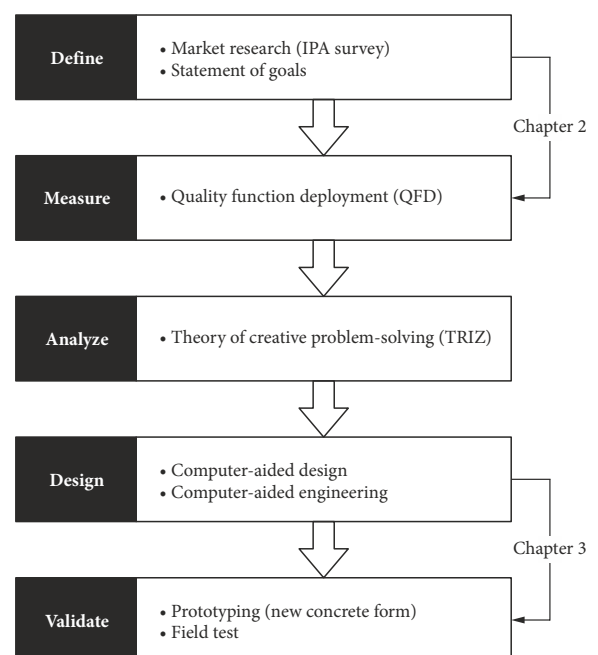 Define
• Market research (IPA survey)
• Statement of goals
Chapter 2
Measure
• Quality function deployment (QFD)
Analyze
• Theory of creative problem-solving (TRIZ)
Design
• Computer-aided design
• Computer-aided engineering
Chapter 3
Validate
• Prototyping (new concrete form)
• Field test